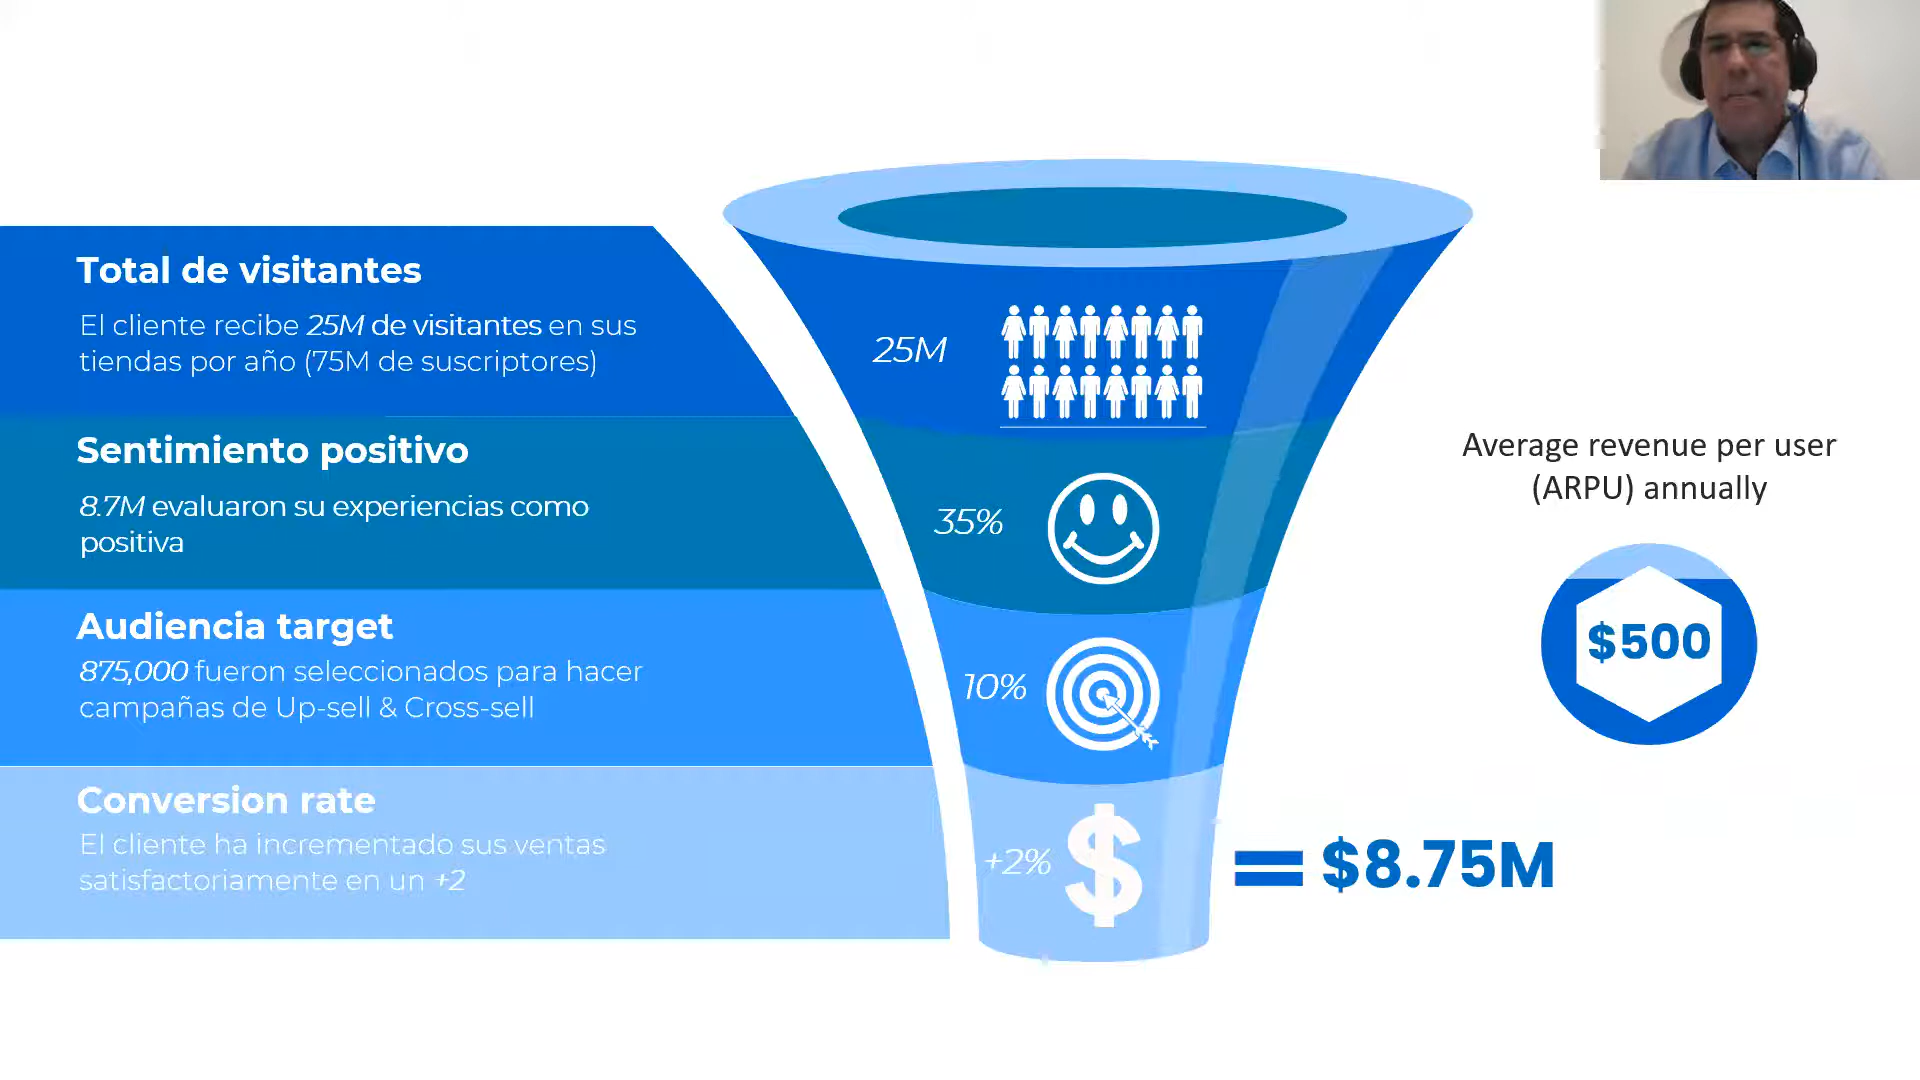 Total de visitantes
El cliente recibe 25M de visitantes en sus
tiendas por año (75M de suscriptores)
25M
Sentimiento positivo
8.7M evaluaron su experiencias como
positiva
35%
Average revenue per user
(ARPU) annually
$500
Audiencia target
875,000 fueron seleccionados para hacer
campañas de Up-sell & Cross-sell
10%
Conversion rate
El cliente ha incrementado sus ventas
satisfactoriamente en un +2
+2% $ = $8.75M